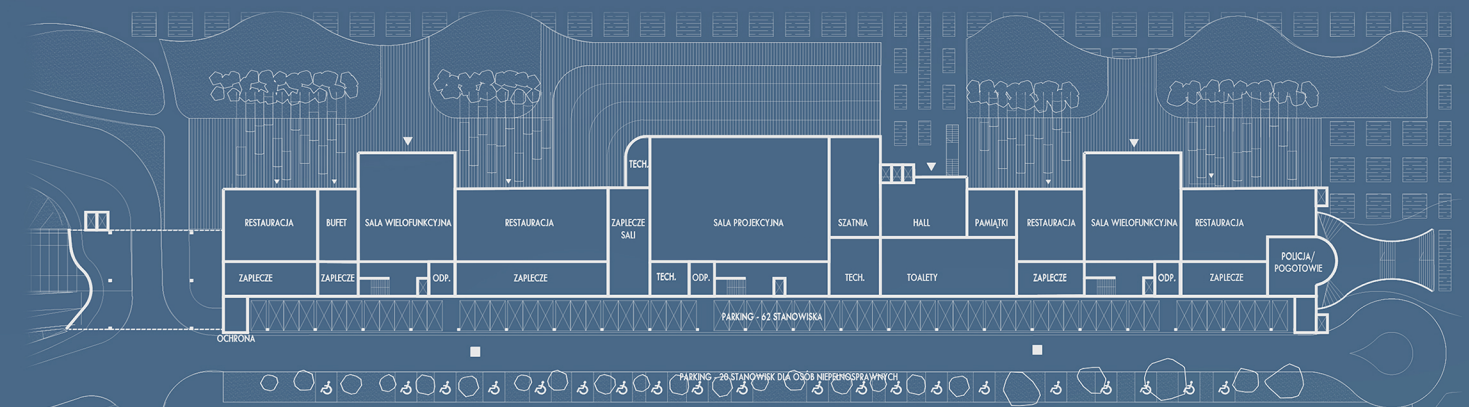 TECH.
RESTAURACJA
BUFET
SALA WIELOFUNKCYJNA
RESTAURACJA
ZAPLECZE
SALI
SALA PROJEKCYJNA
SZATNIA
HALL
PAMIĄTKI
RESTAURACJA
SALA WIELOFUNKCYJNA
RESTAURACJA
POLICJA/
POGOTOWIE
ZAPLECZE
ZAPLECZE
ODP.
ZAPLECZE
TECH.
ODP.
TECH.
TOALETY
ZAPLECZE
ODP.
ZAPLECZE
PARKING - 62 STANOWISKA
OCHRONA
PARKING - 20 STANOWISK DLA OSÓB NIEPEŁNOSPRAWNYCH